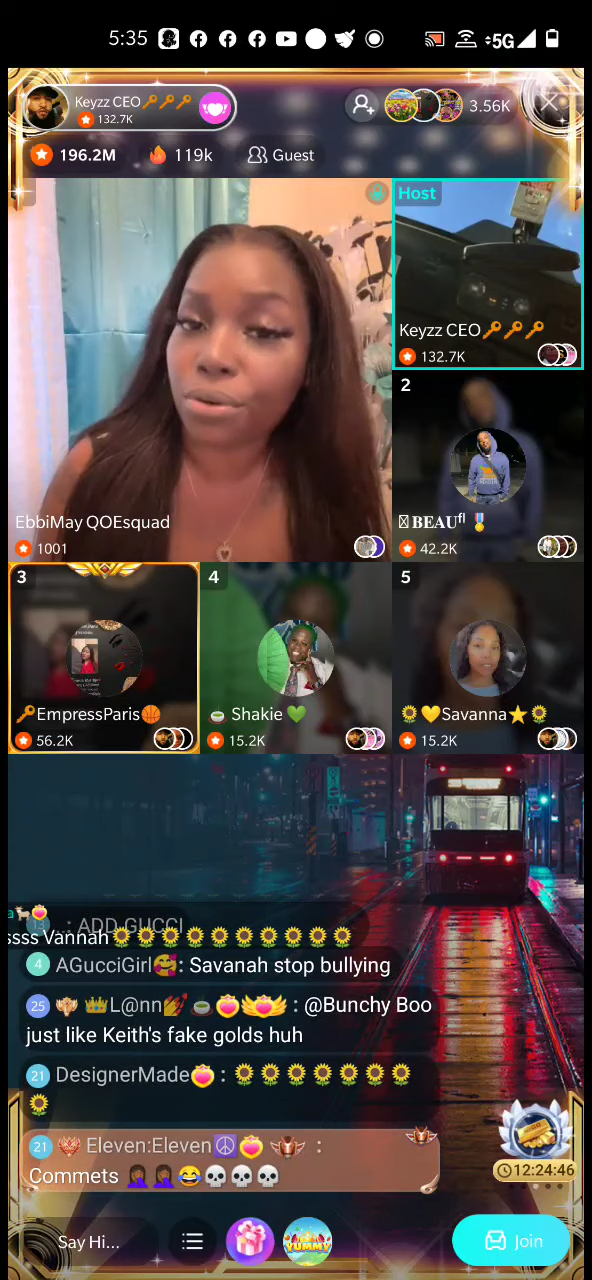 5:35
5G
Keyzz CEO🔑🔑🔑
132.7K
3.56K
196.2M
119k
Guest
Host
Keyzz CEO🔑🔑🔑
132.7K
EbbiMay QOEsquad
1001
2
BEAUᶠˡ 🎖️
42.2K
3
🔑EmpressParis🏀
56.2K
4
🍵 Shakie 💚
15.2K
5
🌻💛Savanna⭐🌻
15.2K
...: ADD GUCCI
ssss Vannah🌻🌻🌻🌻🌻🌻🌻🌻🌻🌻
4 AGucciGirl🥰: Savanah stop bullying
25 👑L@nn💅🍵 : @Bunchy Boo
just like Keith's fake golds huh
21 DesignerMade : 🌻🌻🌻🌻🌻🌻🌻
🌻
21 Eleven:Eleven☮️ :
Commets 🤦🏾‍♀️🤦🏾‍♀️😂💀💀💀
12:24:46
Say Hi...
YUMMY
Join